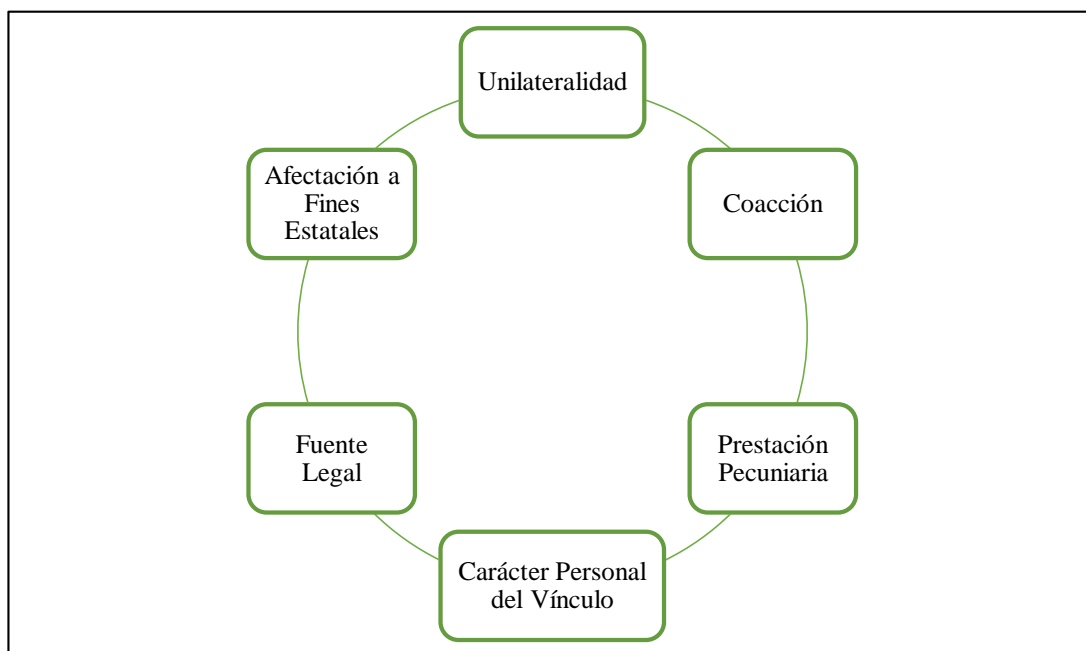 Unilateralidad
Coacción
Prestación
Pecuniaria
Carácter Personal
del Vínculo
Fuente
Legal
Afectación a
Fines
Estatales